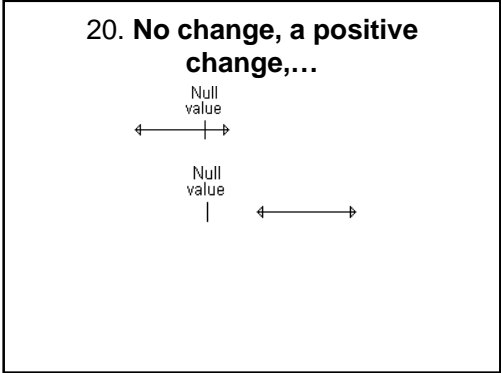 20. No change, a positive
change,...
Null
value
Null
value